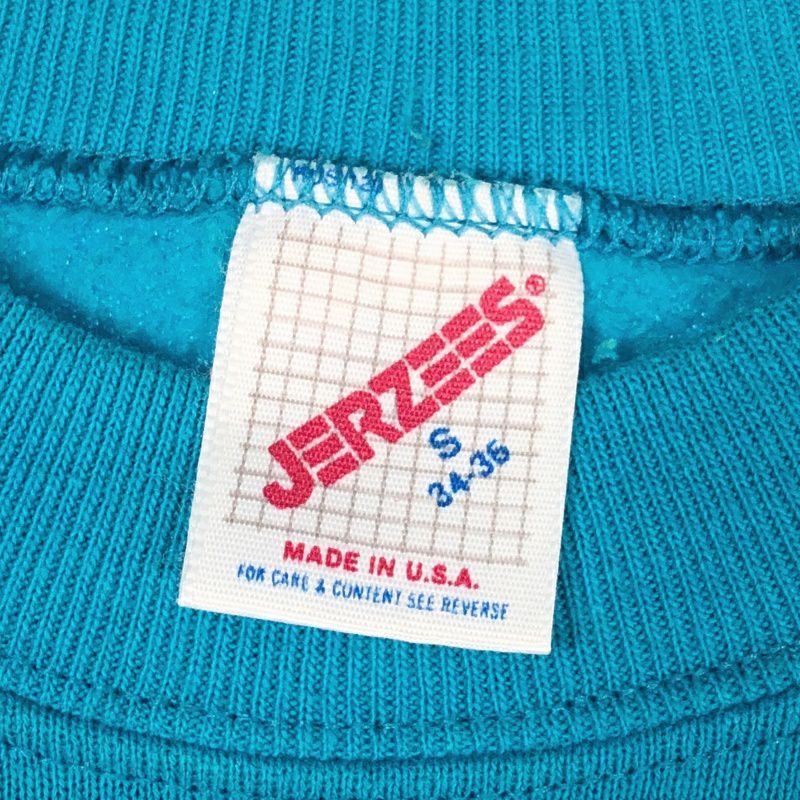 JERZEES®
S
34-36
MADE IN U.S.A.
FOR CARE & CONTENT SEE REVERSE